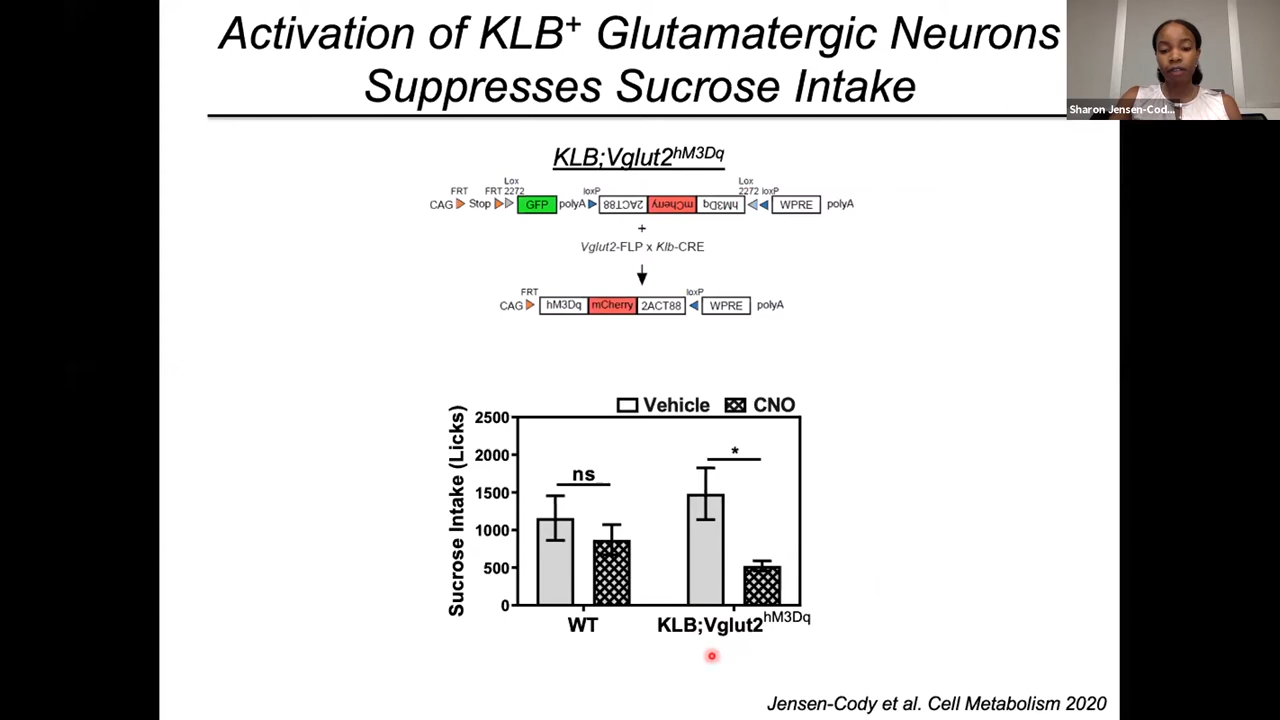 Activation of KLB+ Glutamatergic Neurons
Suppresses Sucrose Intake
Sharon Jensen-Cod...
KLB;Vglut2hM3Dq
FRT FRT Lox 2272 loxP Lox 2272 loxP
CAG Stop GFP polyA 2ACT88 mCherry hM3Dq WPRE polyA
+
Vglut2-FLP x Klb-CRE
FRT loxP
CAG hM3Dq mCherry 2ACT88 WPRE polyA
Vehicle CNO
Sucrose Intake (Licks)
2500
2000
1500
1000
500
0
ns
*
WT KLB;Vglut2hM3Dq
Jensen-Cody et al. Cell Metabolism 2020